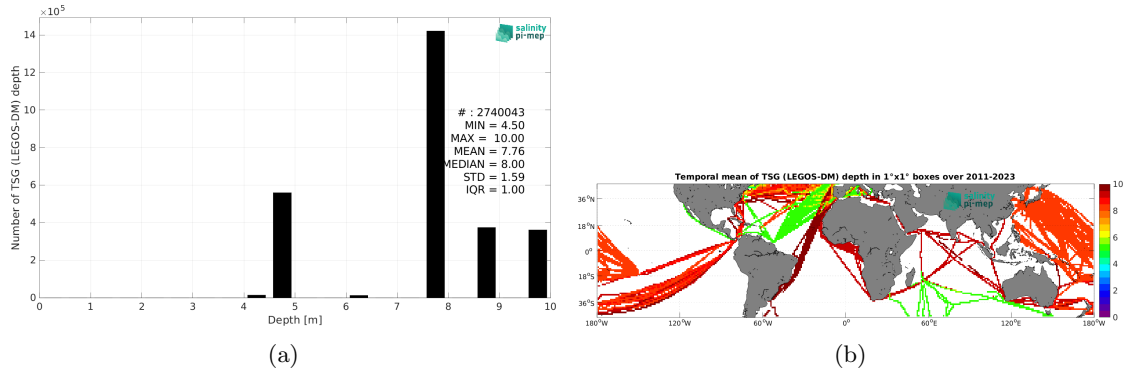 ×10⁵
14
12
10
8
6
4
2
0
Number of TSG (LEGOS-DM) depth
salinity
pi-mep
# : 2740043
MIN = 4.50
MAX = 10.00
MEAN = 7.76
MEDIAN = 8.00
STD = 1.59
IQR = 1.00
0 1 2 3 4 5 6 7 8 9 10
Depth [m]
(a)
Temporal mean of TSG (LEGOS-DM) depth in 1°x1° boxes over 2011-2023
salinity
pi-mep
36°N
18°N
0°
18°S
36°S
180°W 120°W 60°W 0° 60°E 120°E 180°W
10
8
6
4
2
0
(b)